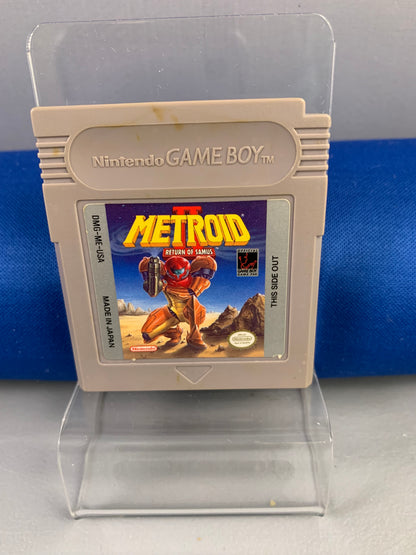 Nintendo GAME BOY™
DMG-ME-USA
MADE IN JAPAN
METROID II
RETURN OF SAMUS
THIS SIDE OUT
Nintendo